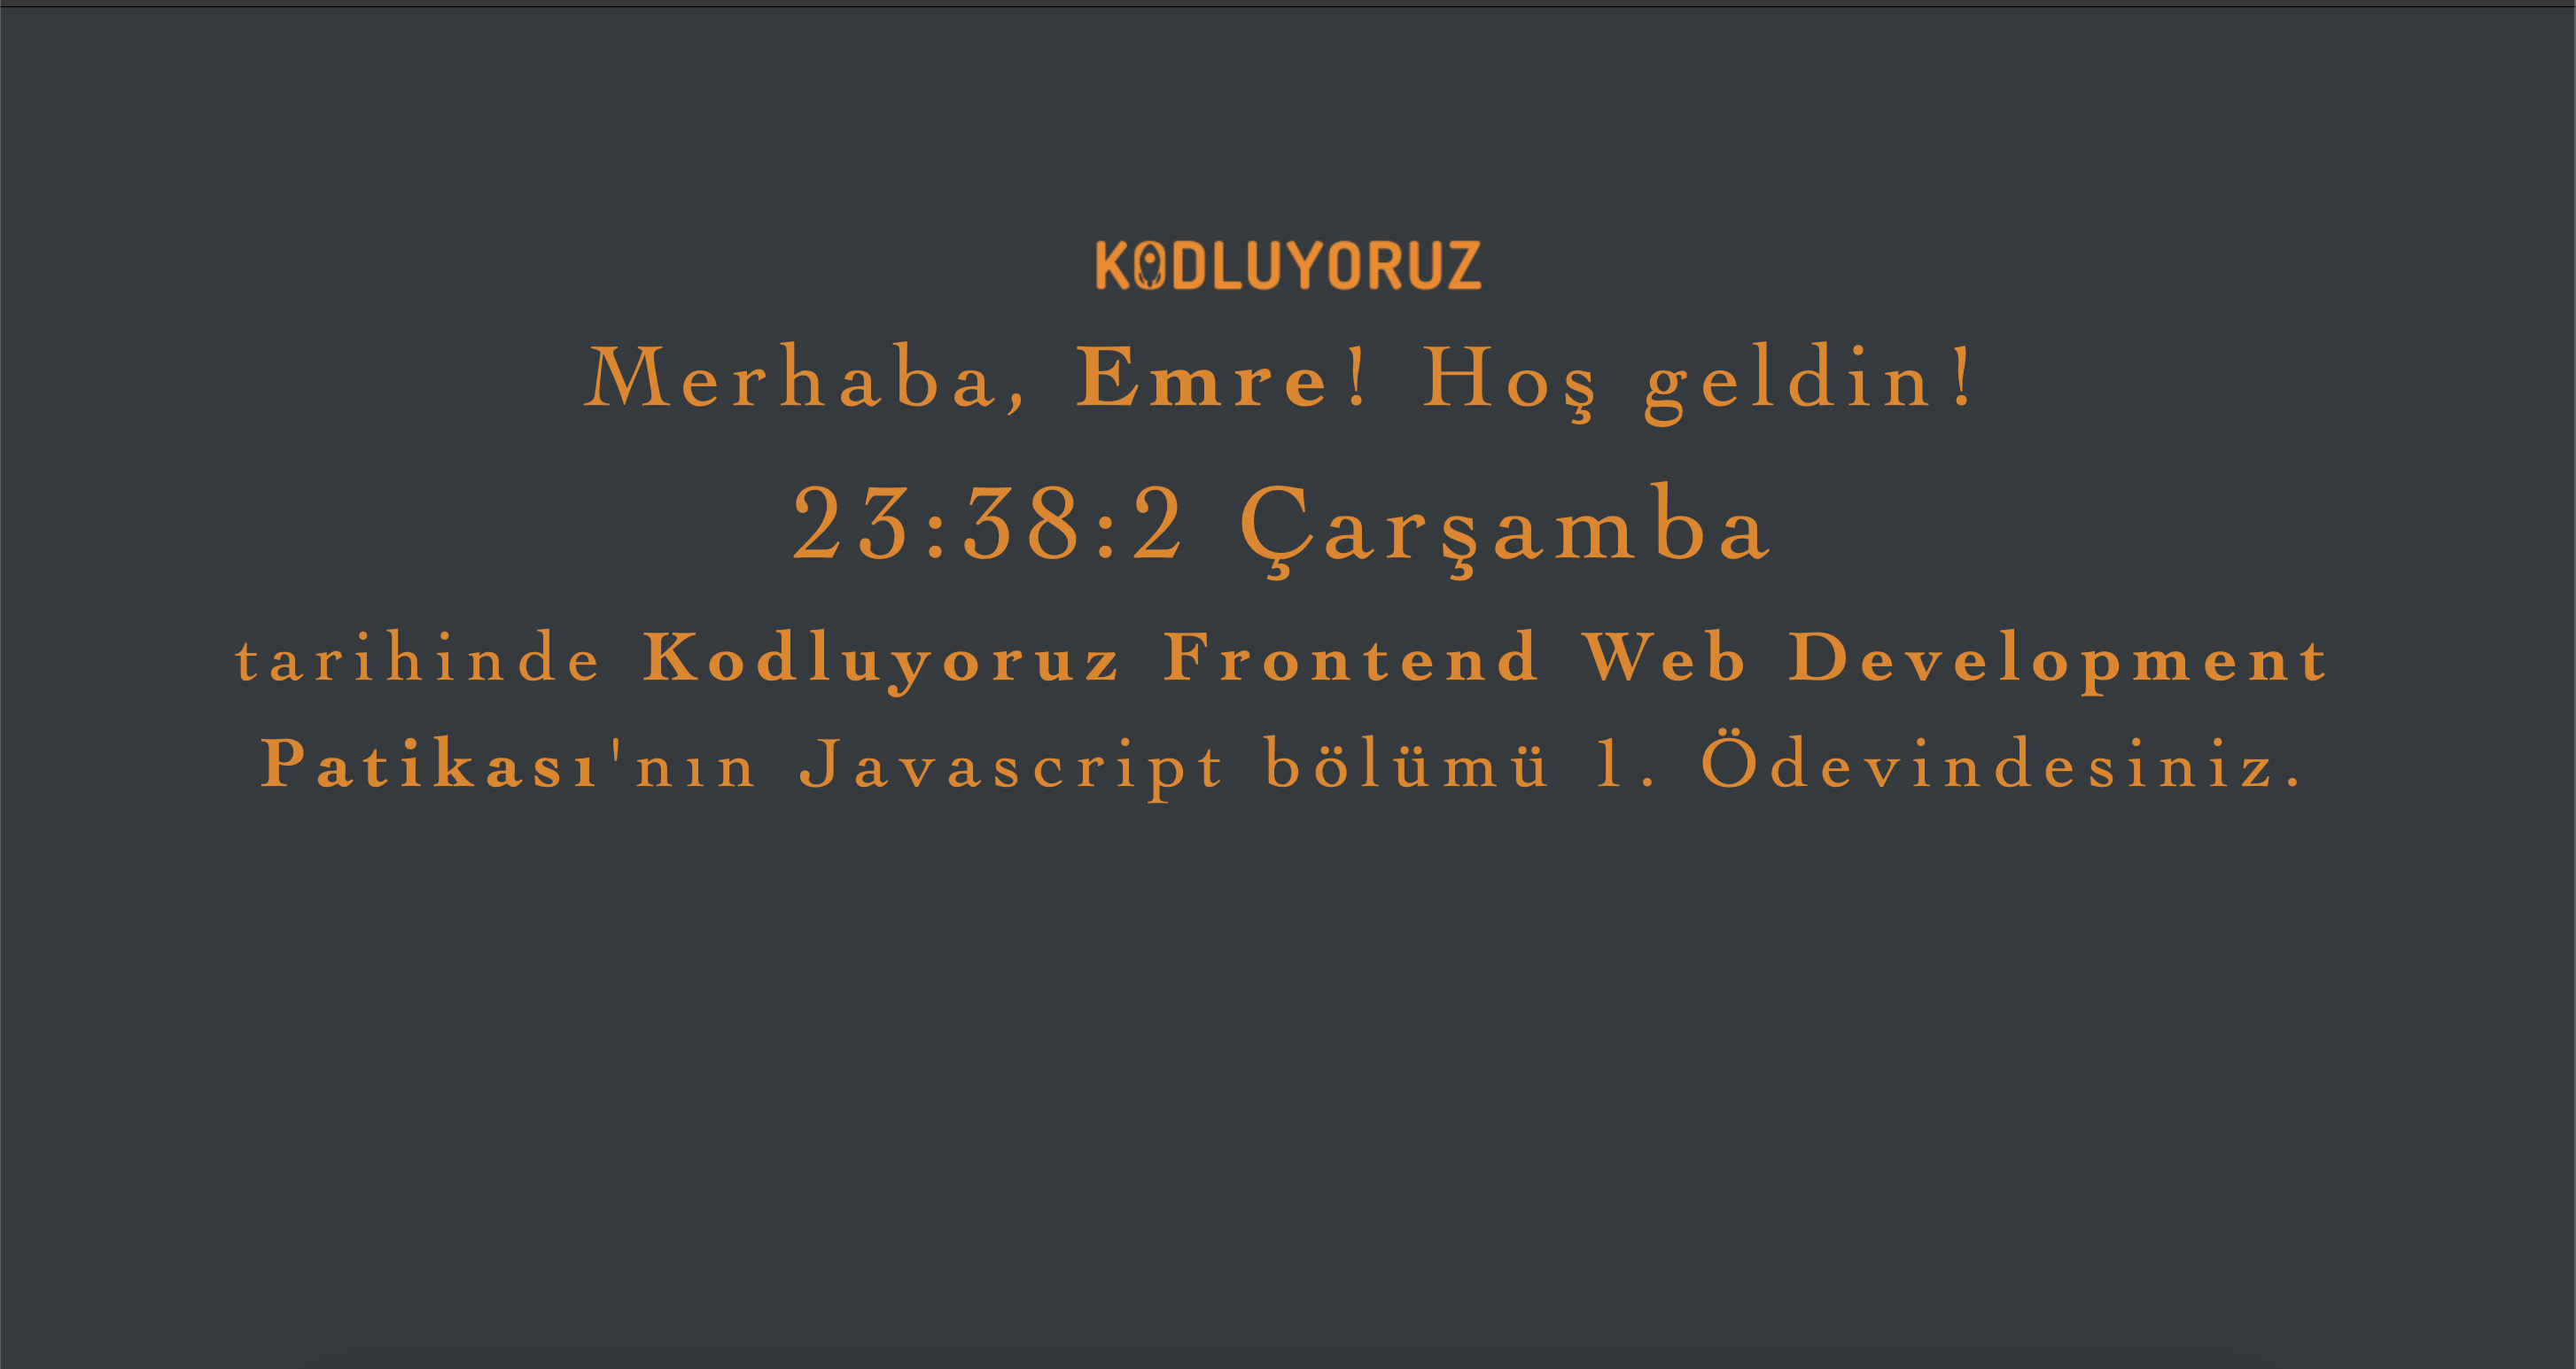 KODLUYORUZ
Merhaba, Emre! Hoş geldin!
23:38:2 Çarşamba
tarihinde Kodluyoruz Frontend Web Development
Patikası'nın Javascript bölümü 1. Ödevindesiniz.